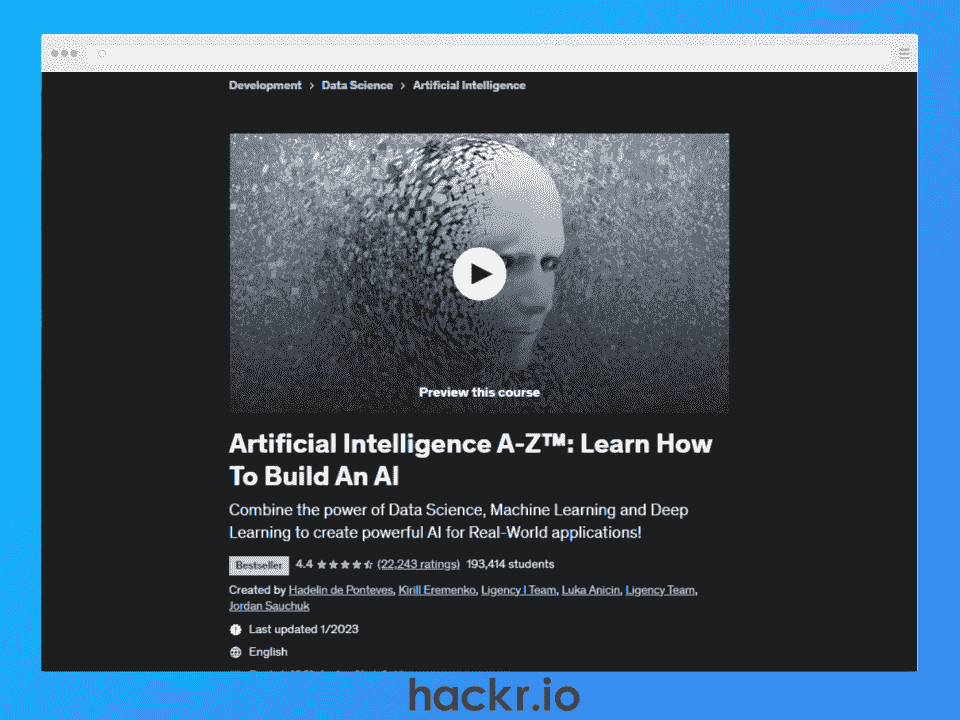 Development > Data Science > Artificial Intelligence
Preview this course
Artificial Intelligence A-Z™: Learn How
To Build An AI
Combine the power of Data Science, Machine Learning and Deep
Learning to create powerful AI for Real-World applications!
Bestseller 4.4 (22,243 ratings) 193,414 students
Created by Hadelin de Ponteves, Kirill Eremenko, Ligency I Team, Luka Anicin, Ligency Team,
Jordan Sauchuk
Last updated 1/2023
English
hackr.io